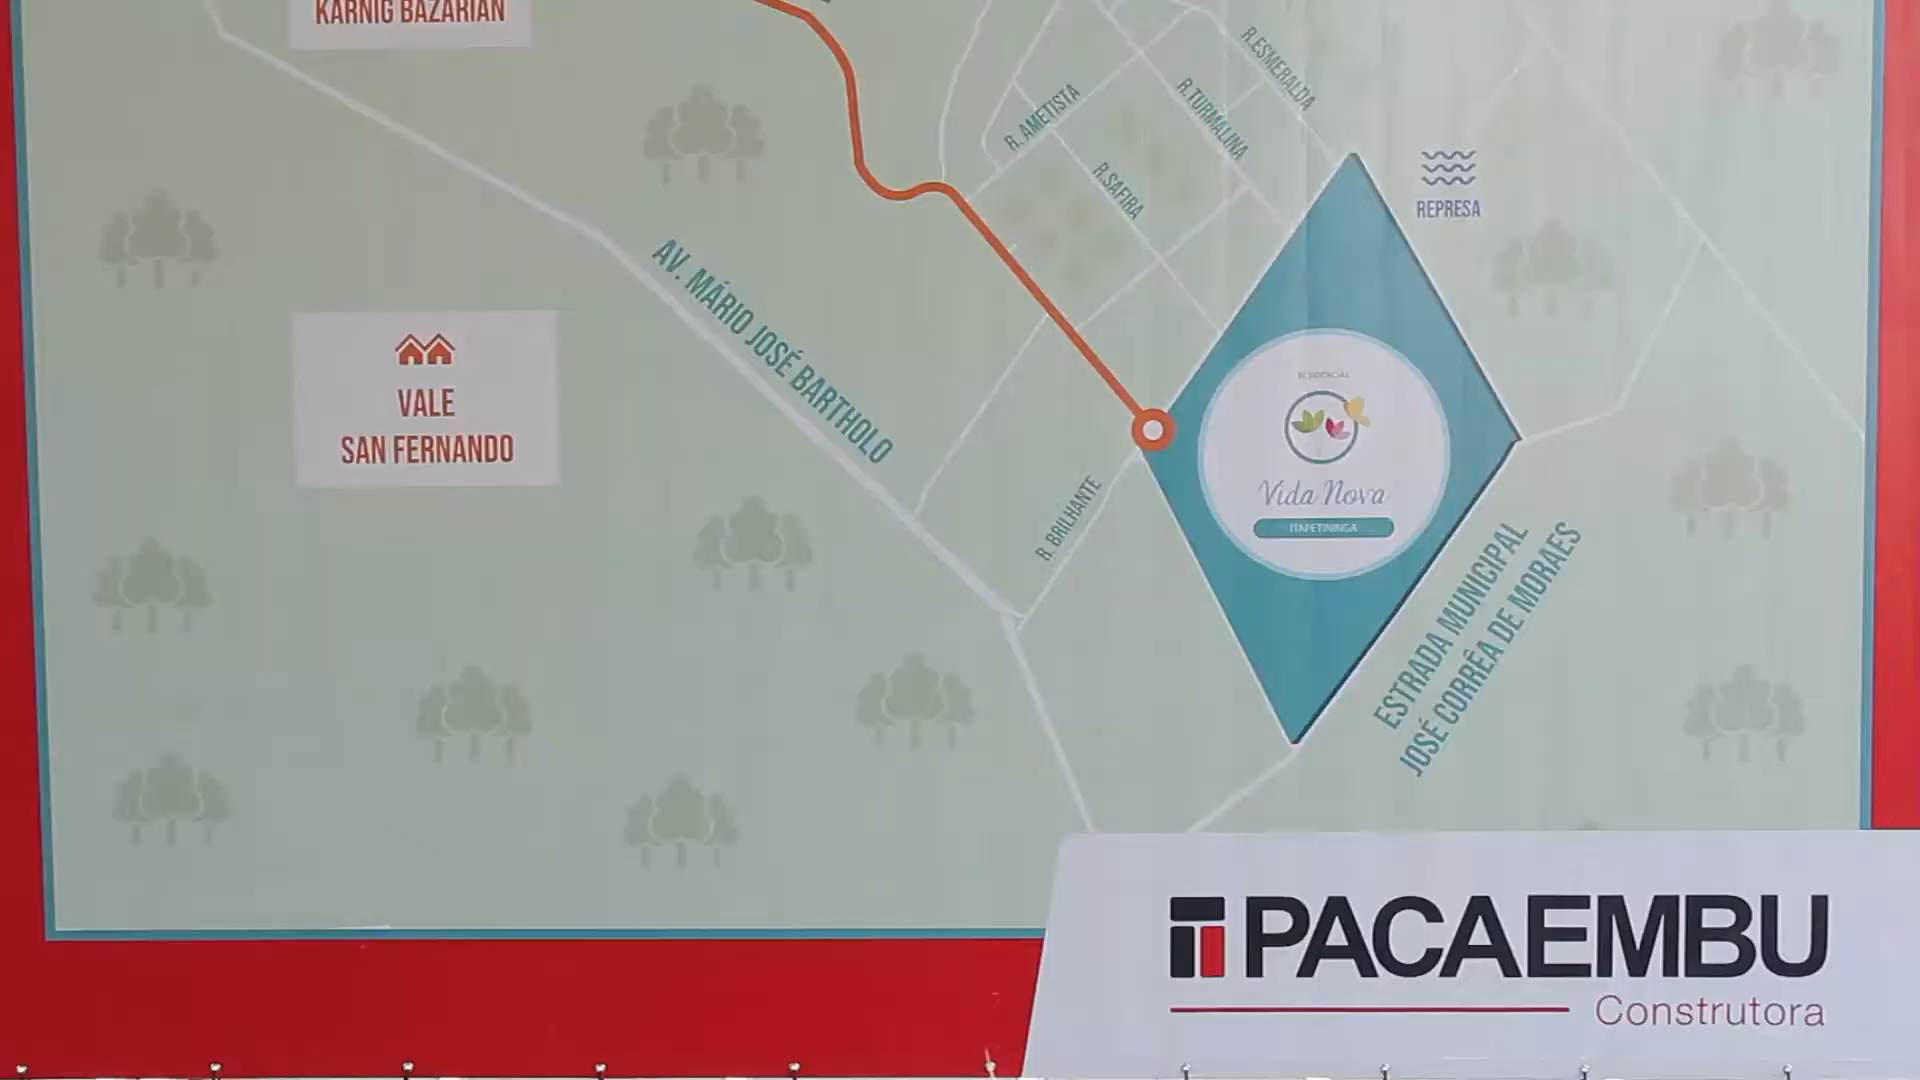 KARNIG BAZARIAN
R. ESMERALDA
R. TURMALINA
R. AMETISTA
R. SAFIRA
REPRESA
AV. MÁRIO JOSÉ BARTHOLO
VALE
SAN FERNANDO
RESIDENCIAL
Vida Nova
ITAPETININGA
R. BRILHANTE
ESTRADA MUNICIPAL
JOSÉ CORRÊA DE MORAES
PACAEMBU
Construtora